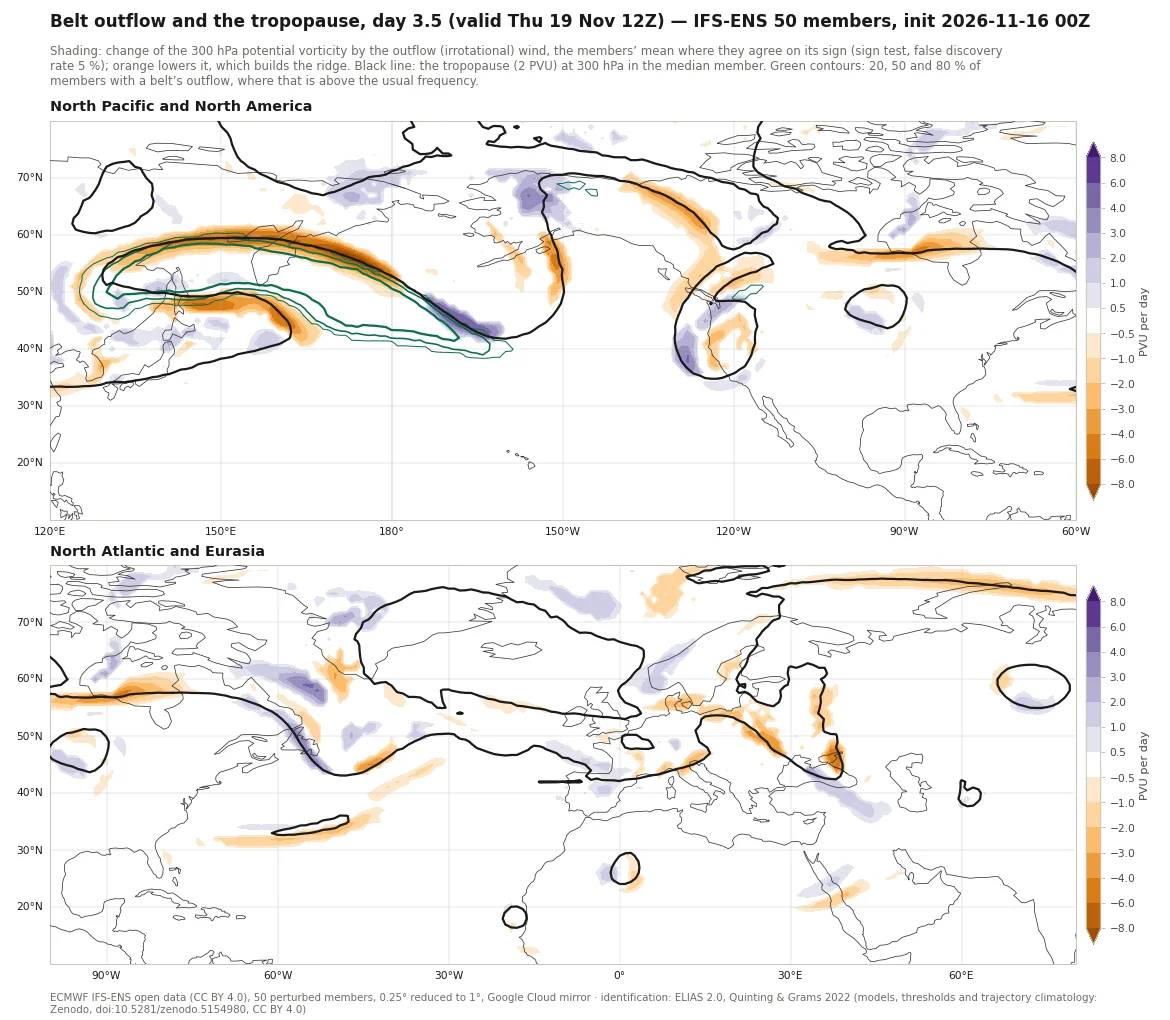 Belt outflow and the tropopause, day 3.5 (valid Thu 19 Nov 12Z) — IFS-ENS 50 members, init 2026-11-16 00Z
Shading: change of the 300 hPa potential vorticity by the outflow (irrotational) wind, the members’ mean where they agree on its sign (sign test, false discovery
rate 5 %); orange lowers it, which builds the ridge. Black line: the tropopause (2 PVU) at 300 hPa in the median member. Green contours: 20, 50 and 80 % of
members with a belt’s outflow, where that is above the usual frequency.
North Pacific and North America
70°N
60°N
50°N
40°N
30°N
20°N
120°E
150°E
180°
150°W
120°W
90°W
60°W
8.0
6.0
4.0
3.0
2.0
1.0
0.5
−0.5
−1.0
−2.0
−3.0
−4.0
−6.0
−8.0
PVU per day
North Atlantic and Eurasia
70°N
60°N
50°N
40°N
30°N
20°N
90°W
60°W
30°W
0°
30°E
60°E
8.0
6.0
4.0
3.0
2.0
1.0
0.5
−0.5
−1.0
−2.0
−3.0
−4.0
−6.0
−8.0
PVU per day
ECMWF IFS-ENS open data (CC BY 4.0), 50 perturbed members, 0.25° reduced to 1°, Google Cloud mirror · identification: ELIAS 2.0, Quinting & Grams 2022 (models, thresholds and trajectory climatology:
Zenodo, doi:10.5281/zenodo.5154980, CC BY 4.0)